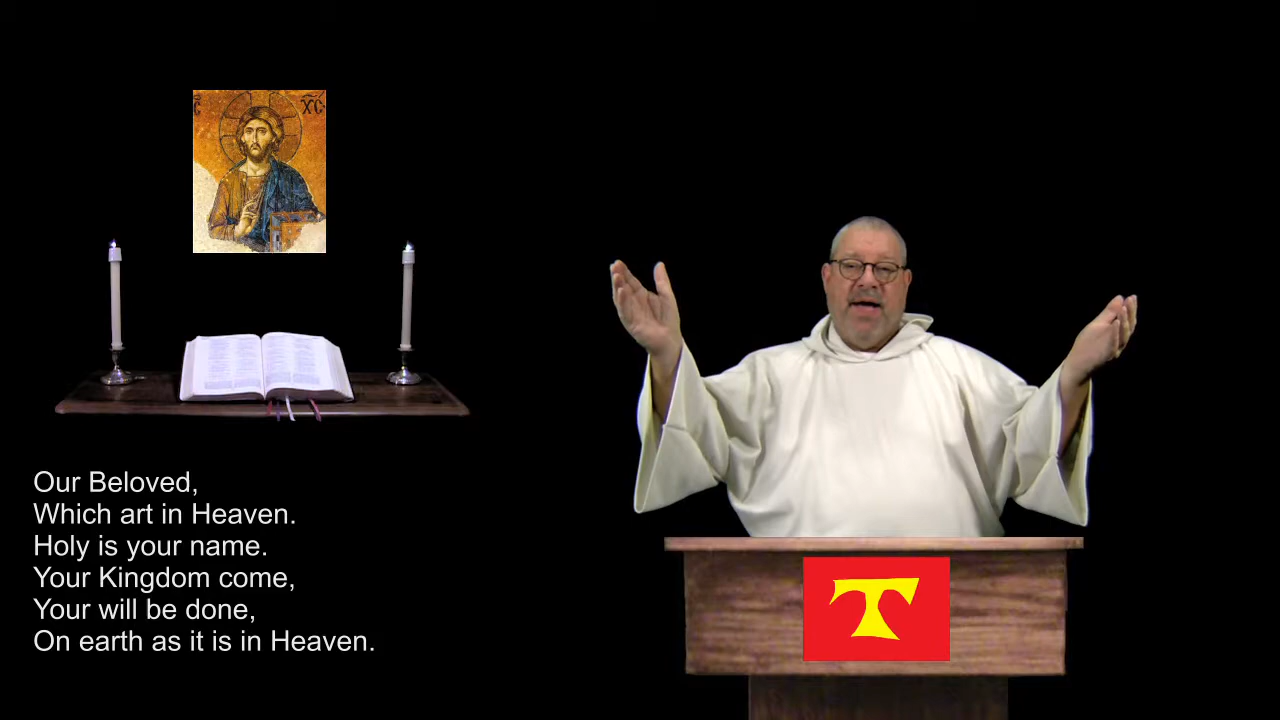 XC
Our Beloved,
Which art in Heaven.
Holy is your name.
Your Kingdom come,
Your will be done,
On earth as it is in Heaven.
T